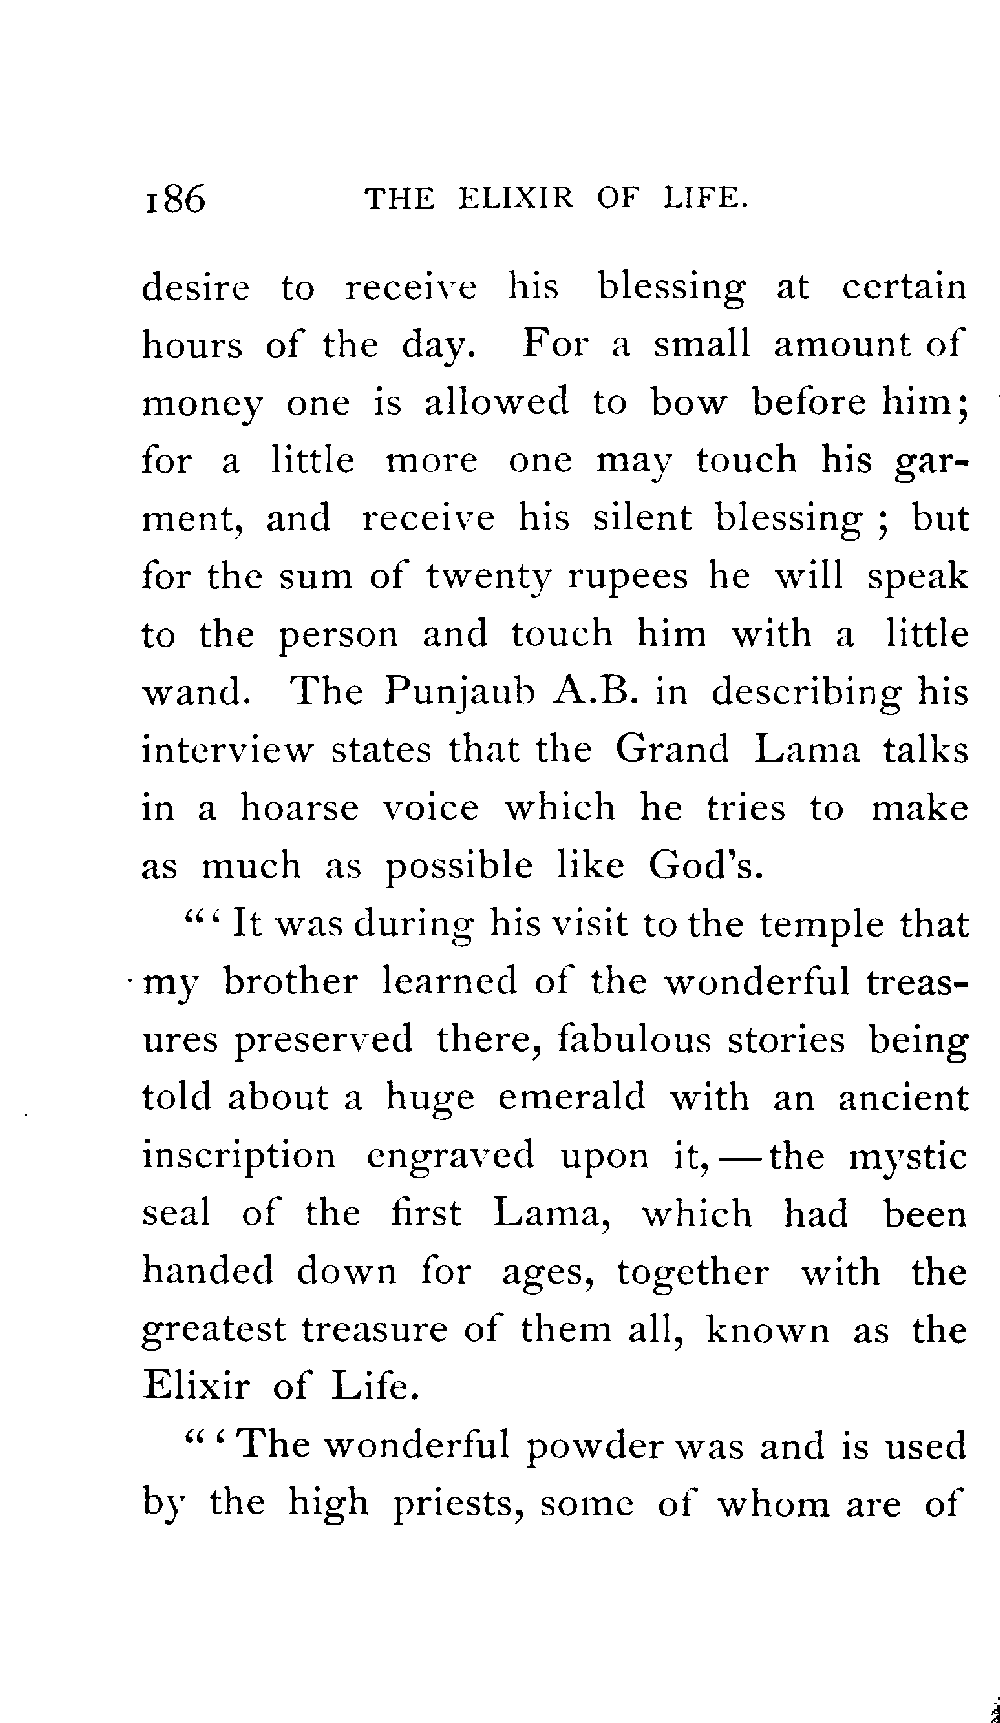 186 THE ELIXIR OF LIFE.
desire to receive his blessing at certain
hours of the day. For a small amount of
money one is allowed to bow before him;
for a little more one may touch his gar-
ment, and receive his silent blessing ; but
for the sum of twenty rupees he will speak
to the person and touch him with a little
wand. The Punjaub A.B. in describing his
interview states that the Grand Lama talks
in a hoarse voice which he tries to make
as much as possible like God's.
"' It was during his visit to the temple that
my brother learned of the wonderful treas-
ures preserved there, fabulous stories being
told about a huge emerald with an ancient
inscription engraved upon it,—the mystic
seal of the first Lama, which had been
handed down for ages, together with the
greatest treasure of them all, known as the
Elixir of Life.
"' The wonderful powder was and is used
by the high priests, some of whom are of